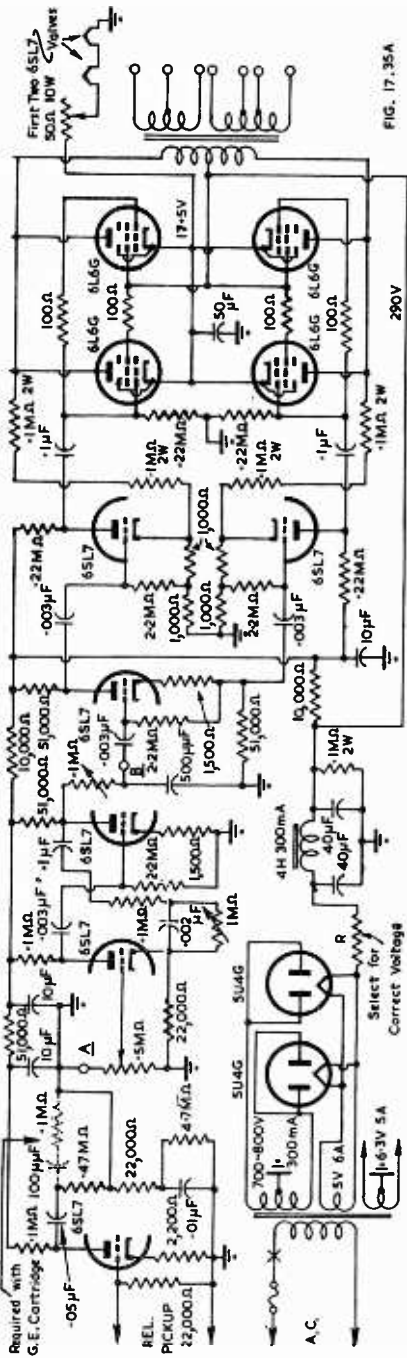 Required with
G.E. Cartridge
·1MΩ
·05μF
6SL7
100μμF
·1MΩ
·47MΩ
22,000Ω
4·7MΩ
2,200Ω
·01μF
REL.
PICKUP
22,000Ω
51,000Ω
10μF
10μF
A
·5MΩ
22,000Ω
·1MΩ
·003μF
6SL7
·1MΩ
·002
μF
1MΩ
10,000Ω
51,000Ω
·1μF
6SL7
2·2MΩ
1,500Ω
·1MΩ
51,000Ω
6SL7
·003μF
B
2·2MΩ
500μμF
1,500Ω
51,000Ω
·003μF
·22MΩ
6SL7
2·2MΩ
1,000Ω
1,000Ω
1,000Ω
2·2MΩ
·003μF
6SL7
·22MΩ
10μF
·1MΩ
2W
·1μF
·1MΩ
2W
·22MΩ
·22MΩ
·1MΩ
2W
·1μF
·1MΩ 2W
100Ω
6L6G
100Ω
6L6G
17·5V
50
μF
6L6G
100Ω
6L6G
100Ω
First Two 6SL7
Valves
50Ω 10W
290V
A.C.
700-800V
300mA
5V 6A
6·3V 5A
5U4G
5U4G
R
Select for
Correct Voltage
4H 300mA
40μF
40μF
·1MΩ
2W
10,000Ω
FIG. 17.35A